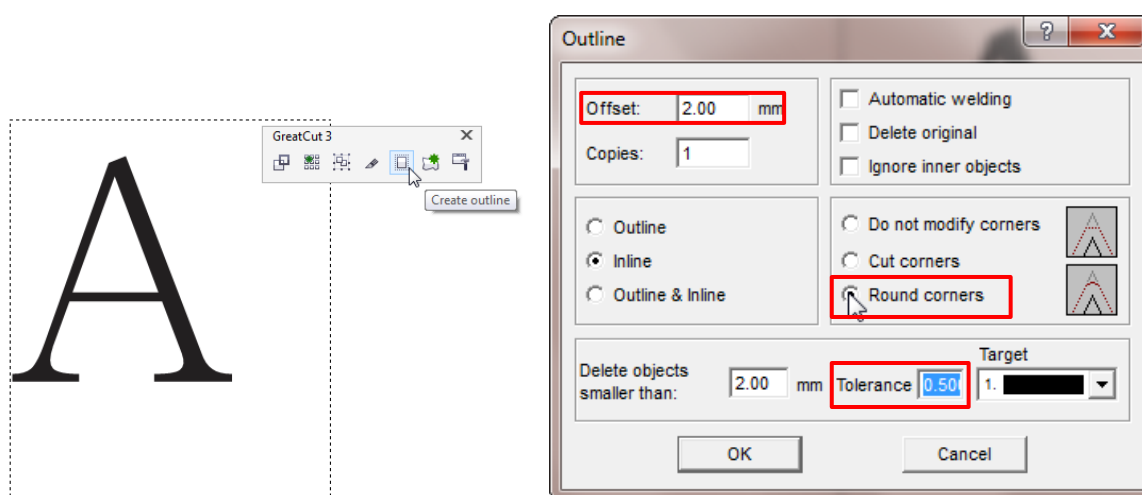 A
GreatCut 3
Create outline
Outline
Offset: 2.00 mm
Copies: 1
Automatic welding
Delete original
Ignore inner objects
Outline
Inline
Outline & Inline
Do not modify corners
Cut corners
Round corners
Delete objects
smaller than: 2.00 mm
Tolerance 0.500
Target
1.
OK
Cancel